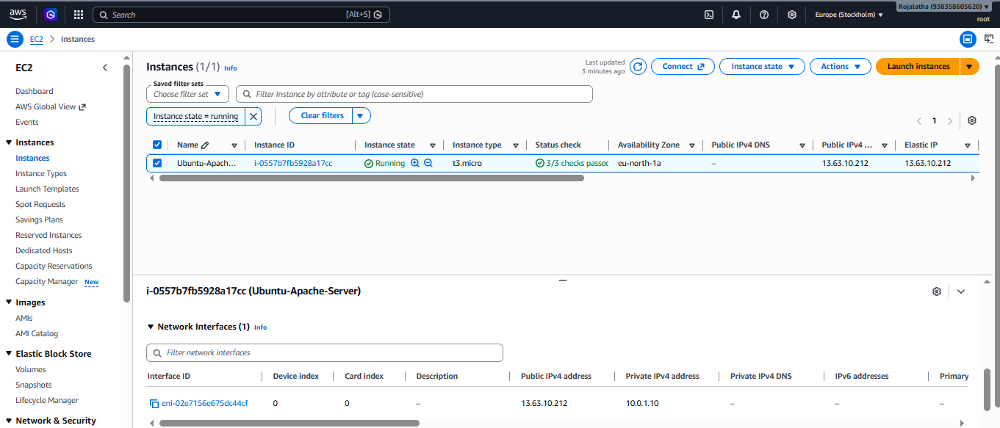 aws
Search [Alt+S]
Europe (Stockholm)
Rojalatha (938358605620)
root
EC2 Instances
EC2
Dashboard
AWS Global View
Events
Instances
Instances
Instance Types
Launch Templates
Spot Requests
Savings Plans
Reserved Instances
Dedicated Hosts
Capacity Reservations
Capacity Manager New
Images
AMIs
AMI Catalog
Elastic Block Store
Volumes
Snapshots
Lifecycle Manager
Network & Security
Instances (1/1) Info
Last updated
3 minutes ago
Connect Instance state Actions Launch instances
Saved filter sets
Choose filter set Filter Instance by attribute or tag (case-sensitive)
Instance state = running Clear filters
1
Name Instance ID Instance state Instance type Status check Availability Zone Public IPv4 DNS Public IPv4 ... Elastic IP
Ubuntu-Apach... i-0557b7fb5928a17cc Running t3.micro 3/3 checks passed eu-north-1a – 13.63.10.212 13.63.10.212
i-0557b7fb5928a17cc (Ubuntu-Apache-Server)
Network Interfaces (1) Info
Filter network interfaces
Interface ID Device index Card index Description Public IPv4 address Private IPv4 address Private IPv4 DNS IPv6 addresses Primary
eni-02e7156e675dc44cf 0 0 – 13.63.10.212 10.0.1.10 – – –